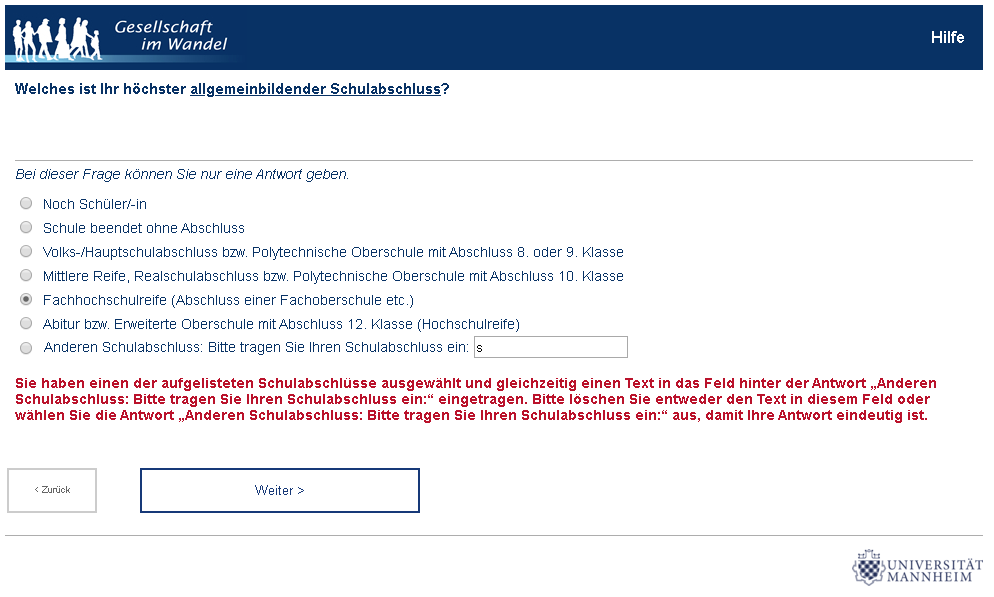 Gesellschaft
im Wandel
Hilfe
Welches ist Ihr höchster allgemeinbildender Schulabschluss?
Bei dieser Frage können Sie nur eine Antwort geben.
Noch Schüler/-in
Schule beendet ohne Abschluss
Volks-/Hauptschulabschluss bzw. Polytechnische Oberschule mit Abschluss 8. oder 9. Klasse
Mittlere Reife, Realschulabschluss bzw. Polytechnische Oberschule mit Abschluss 10. Klasse
Fachhochschulreife (Abschluss einer Fachoberschule etc.)
Abitur bzw. Erweiterte Oberschule mit Abschluss 12. Klasse (Hochschulreife)
Anderen Schulabschluss: Bitte tragen Sie Ihren Schulabschluss ein: s
Sie haben einen der aufgelisteten Schulabschlüsse ausgewählt und gleichzeitig einen Text in das Feld hinter der Antwort „Anderen
Schulabschluss: Bitte tragen Sie Ihren Schulabschluss ein:“ eingetragen. Bitte löschen Sie entweder den Text in diesem Feld oder
wählen Sie die Antwort „Anderen Schulabschluss: Bitte tragen Sie Ihren Schulabschluss ein:“ aus, damit Ihre Antwort eindeutig ist.
< Zurück
Weiter >
UNIVERSITÄT
MANNHEIM